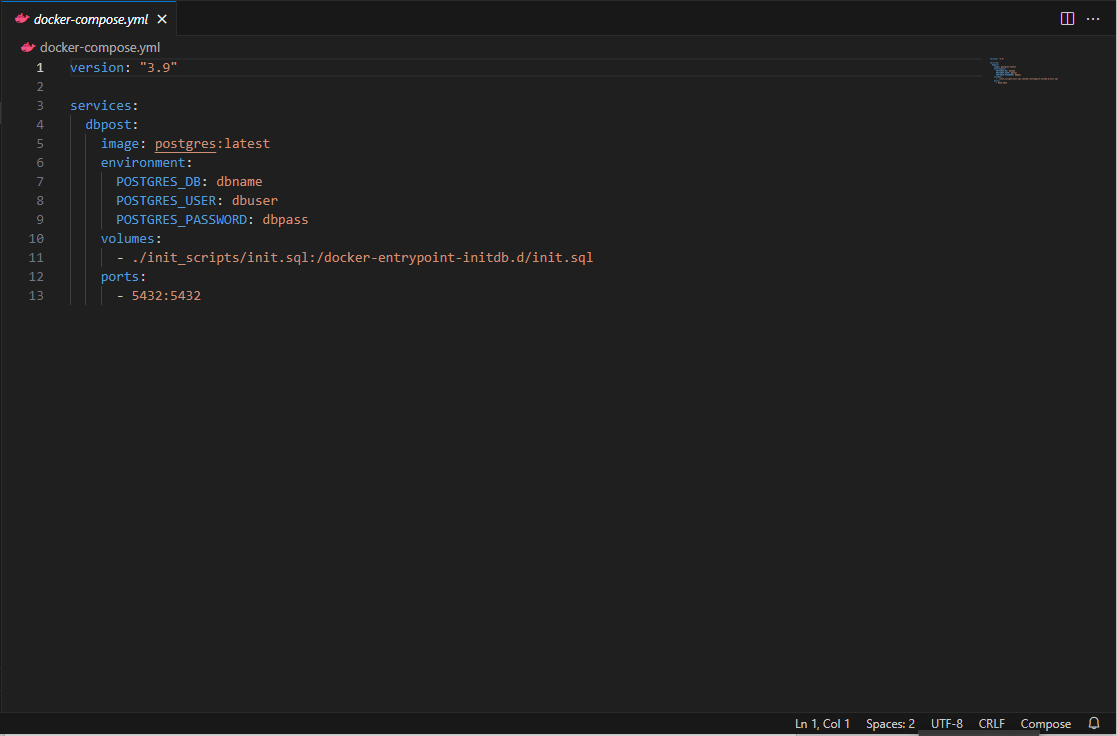 docker-compose.yml
docker-compose.yml
1 version: "3.9"
2
3 services:
4   dbpost:
5     image: postgres:latest
6     environment:
7       POSTGRES_DB: dbname
8       POSTGRES_USER: dbuser
9       POSTGRES_PASSWORD: dbpass
10     volumes:
11       - ./init_scripts/init.sql:/docker-entrypoint-initdb.d/init.sql
12     ports:
13       - 5432:5432
Ln 1, Col 1 Spaces: 2 UTF-8 CRLF Compose